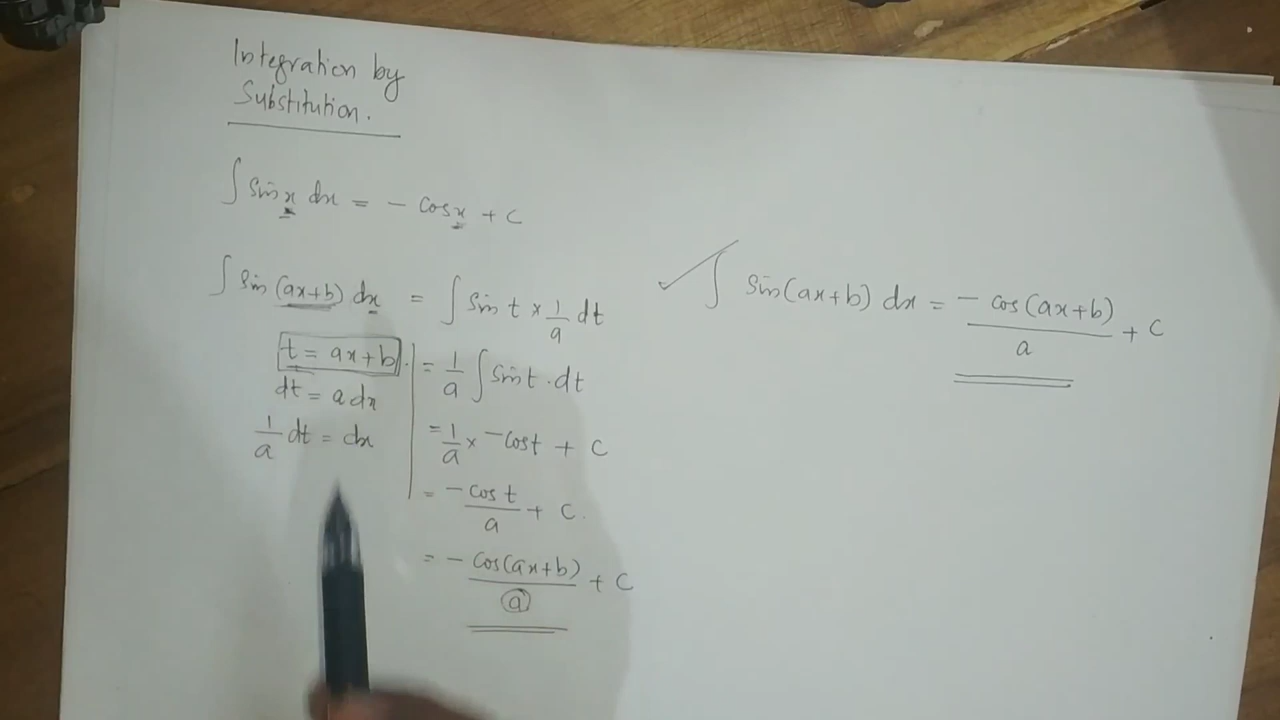 Integration by
Substitution.
∫ sin x dx = - cos x + c
∫ sin (ax+b) dx = ∫ sin t × 1/a dt
t = ax+b.
dt = a dx
1/a dt = dx
= 1/a ∫ sin t . dt
= 1/a × -cos t + c
= -cos t/a + c.
= - cos(ax+b)/a + c
∫ sin(ax+b) dx = - cos(ax+b)/a + c